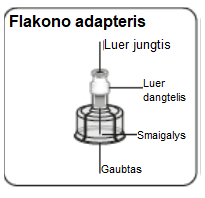 Flakono adapteris
Luer jungtis
Luer
dangtelis
Smaigalys
Gaubtas